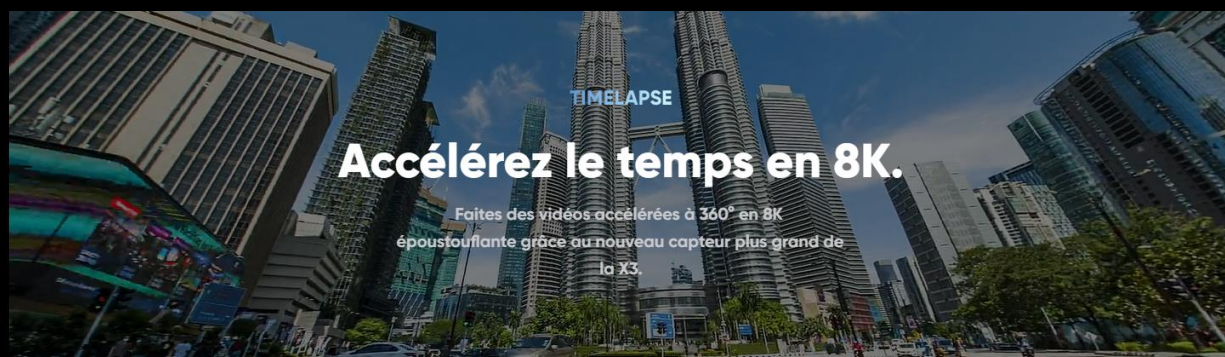 TIMELAPSE
Accélérez le temps en 8K.
Faites des vidéos accélérées à 360° en 8K
époustouflante grâce au nouveau capteur plus grand de
la X3.